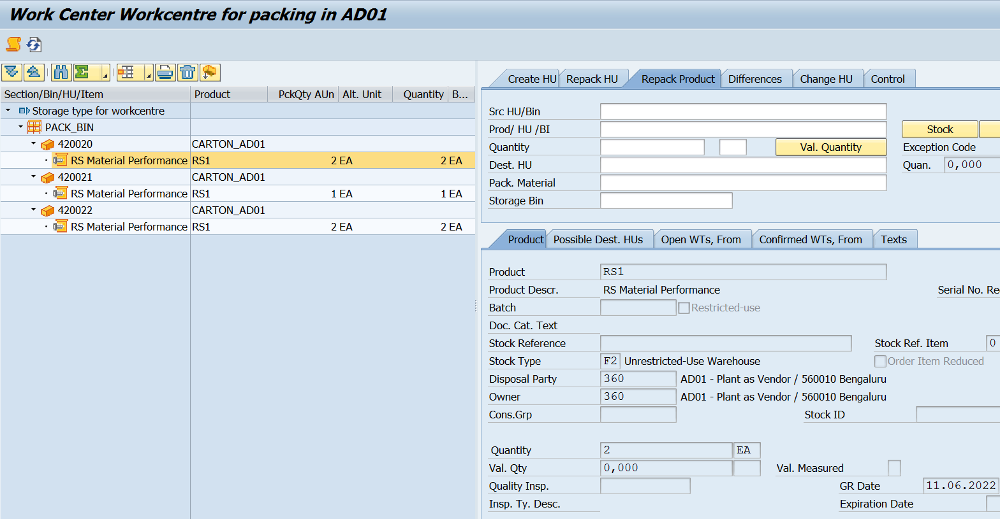 Work Center Workcentre for packing in AD01
Section/Bin/HU/Item Product PckQty AUn Alt. Unit Quantity B...
Storage type for workcentre
PACK_BIN
420020 CARTON_AD01
RS Material Performance RS1 2 EA 2 EA
420021 CARTON_AD01
RS Material Performance RS1 1 EA 1 EA
420022 CARTON_AD01
RS Material Performance RS1 2 EA 2 EA
Create HU Repack HU Repack Product Differences Change HU Control
Src HU/Bin
Prod/ HU /BI Stock
Quantity Val. Quantity Exception Code
Dest. HU Quan. 0,000
Pack. Material
Storage Bin
Product Possible Dest. HUs Open WTs, From Confirmed WTs, From Texts
Product RS1
Product Descr. RS Material Performance Serial No. Re
Batch Restricted-use
Doc. Cat. Text
Stock Reference Stock Ref. Item 0
Stock Type F2 Unrestricted-Use Warehouse Order Item Reduced
Disposal Party 360 AD01 - Plant as Vendor / 560010 Bengaluru
Owner 360 AD01 - Plant as Vendor / 560010 Bengaluru
Cons.Grp Stock ID
Quantity 2 EA
Val. Qty 0,000 Val. Measured
Quality Insp. GR Date 11.06.2022
Insp. Ty. Desc. Expiration Date